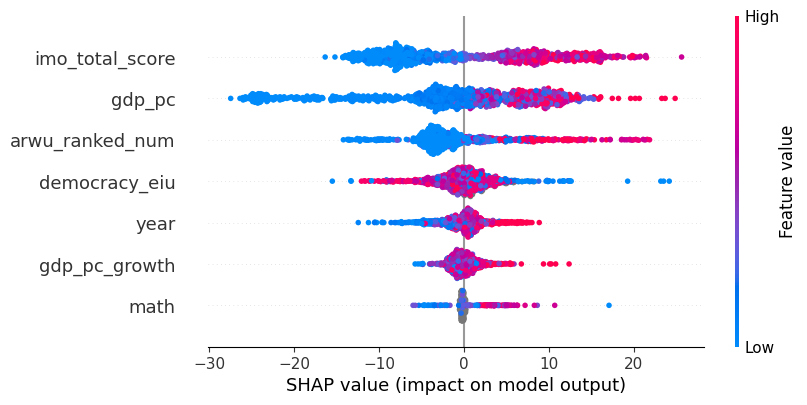 High
imo_total_score
gdp_pc
arwu_ranked_num
democracy_eiu
year
gdp_pc_growth
math
Feature value
Low
−30 −20 −10 0 10 20
SHAP value (impact on model output)